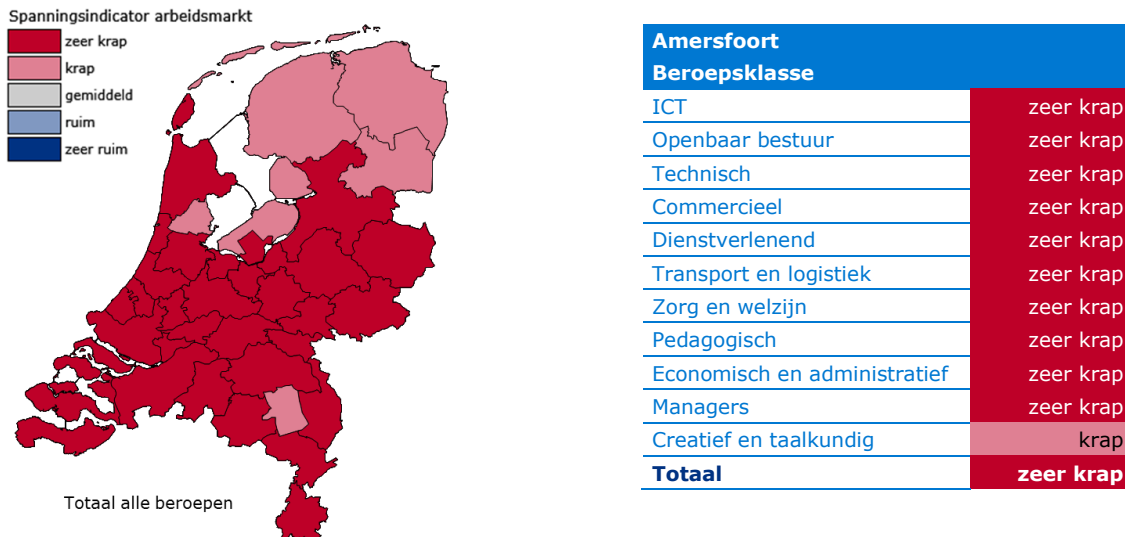 Spanningsindicator arbeidsmarkt
zeer krap
krap
gemiddeld
ruim
zeer ruim
Totaal alle beroepen
Amersfoort
Beroepsklasse
ICT zeer krap
Openbaar bestuur zeer krap
Technisch zeer krap
Commercieel zeer krap
Dienstverlenend zeer krap
Transport en logistiek zeer krap
Zorg en welzijn zeer krap
Pedagogisch zeer krap
Economisch en administratief zeer krap
Managers zeer krap
Creatief en taalkundig krap
Totaal zeer krap